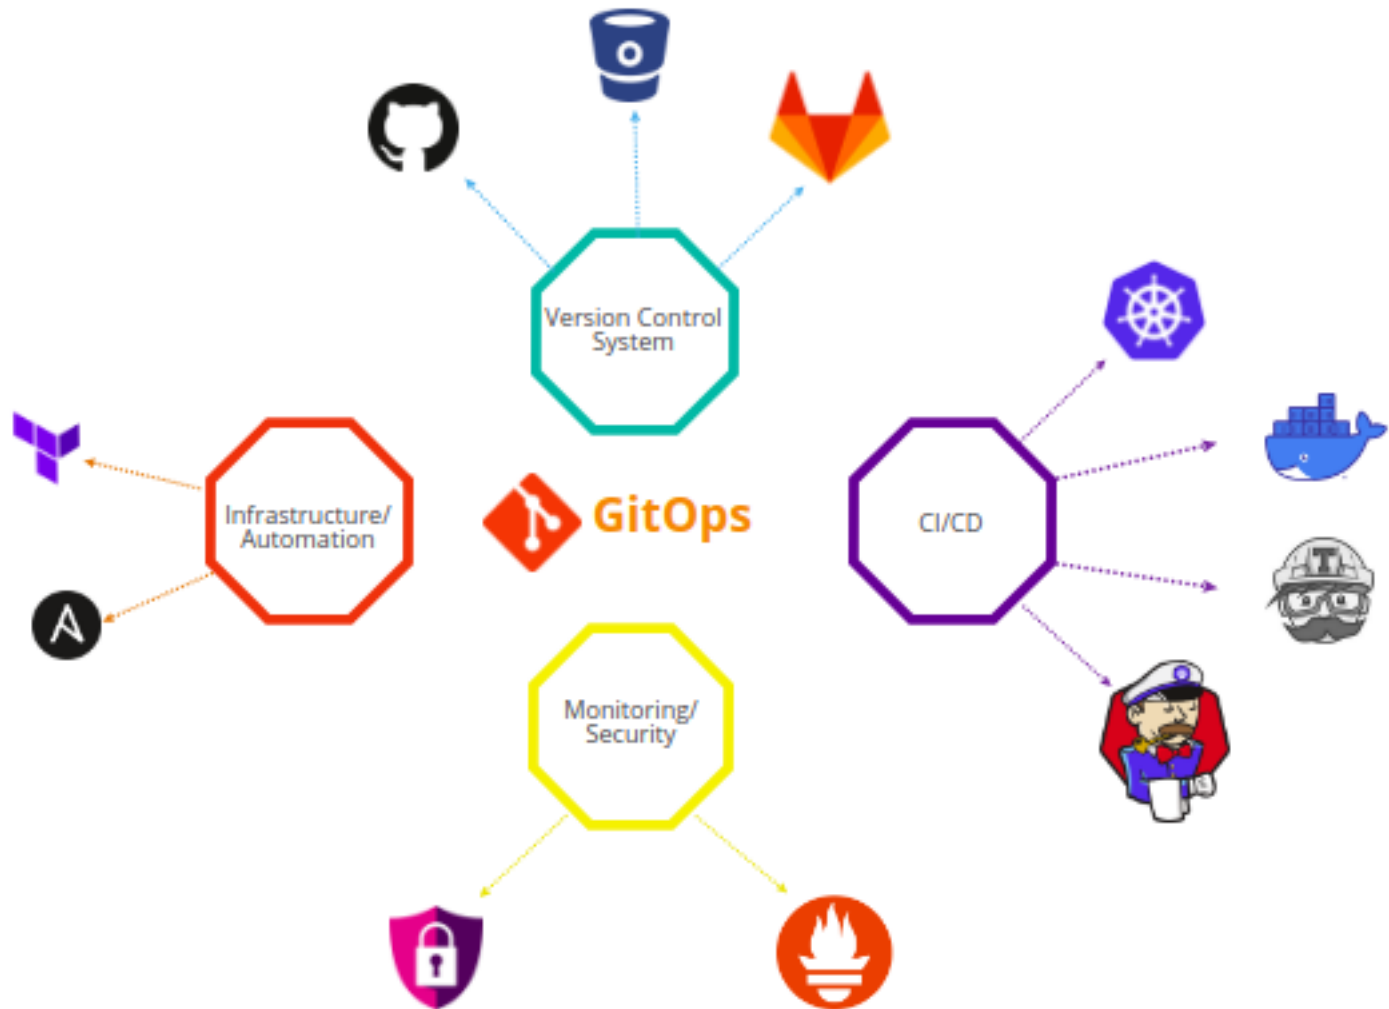 Version Control
System
Infrastructure/
Automation
GitOps
CI/CD
T
Monitoring/
Security